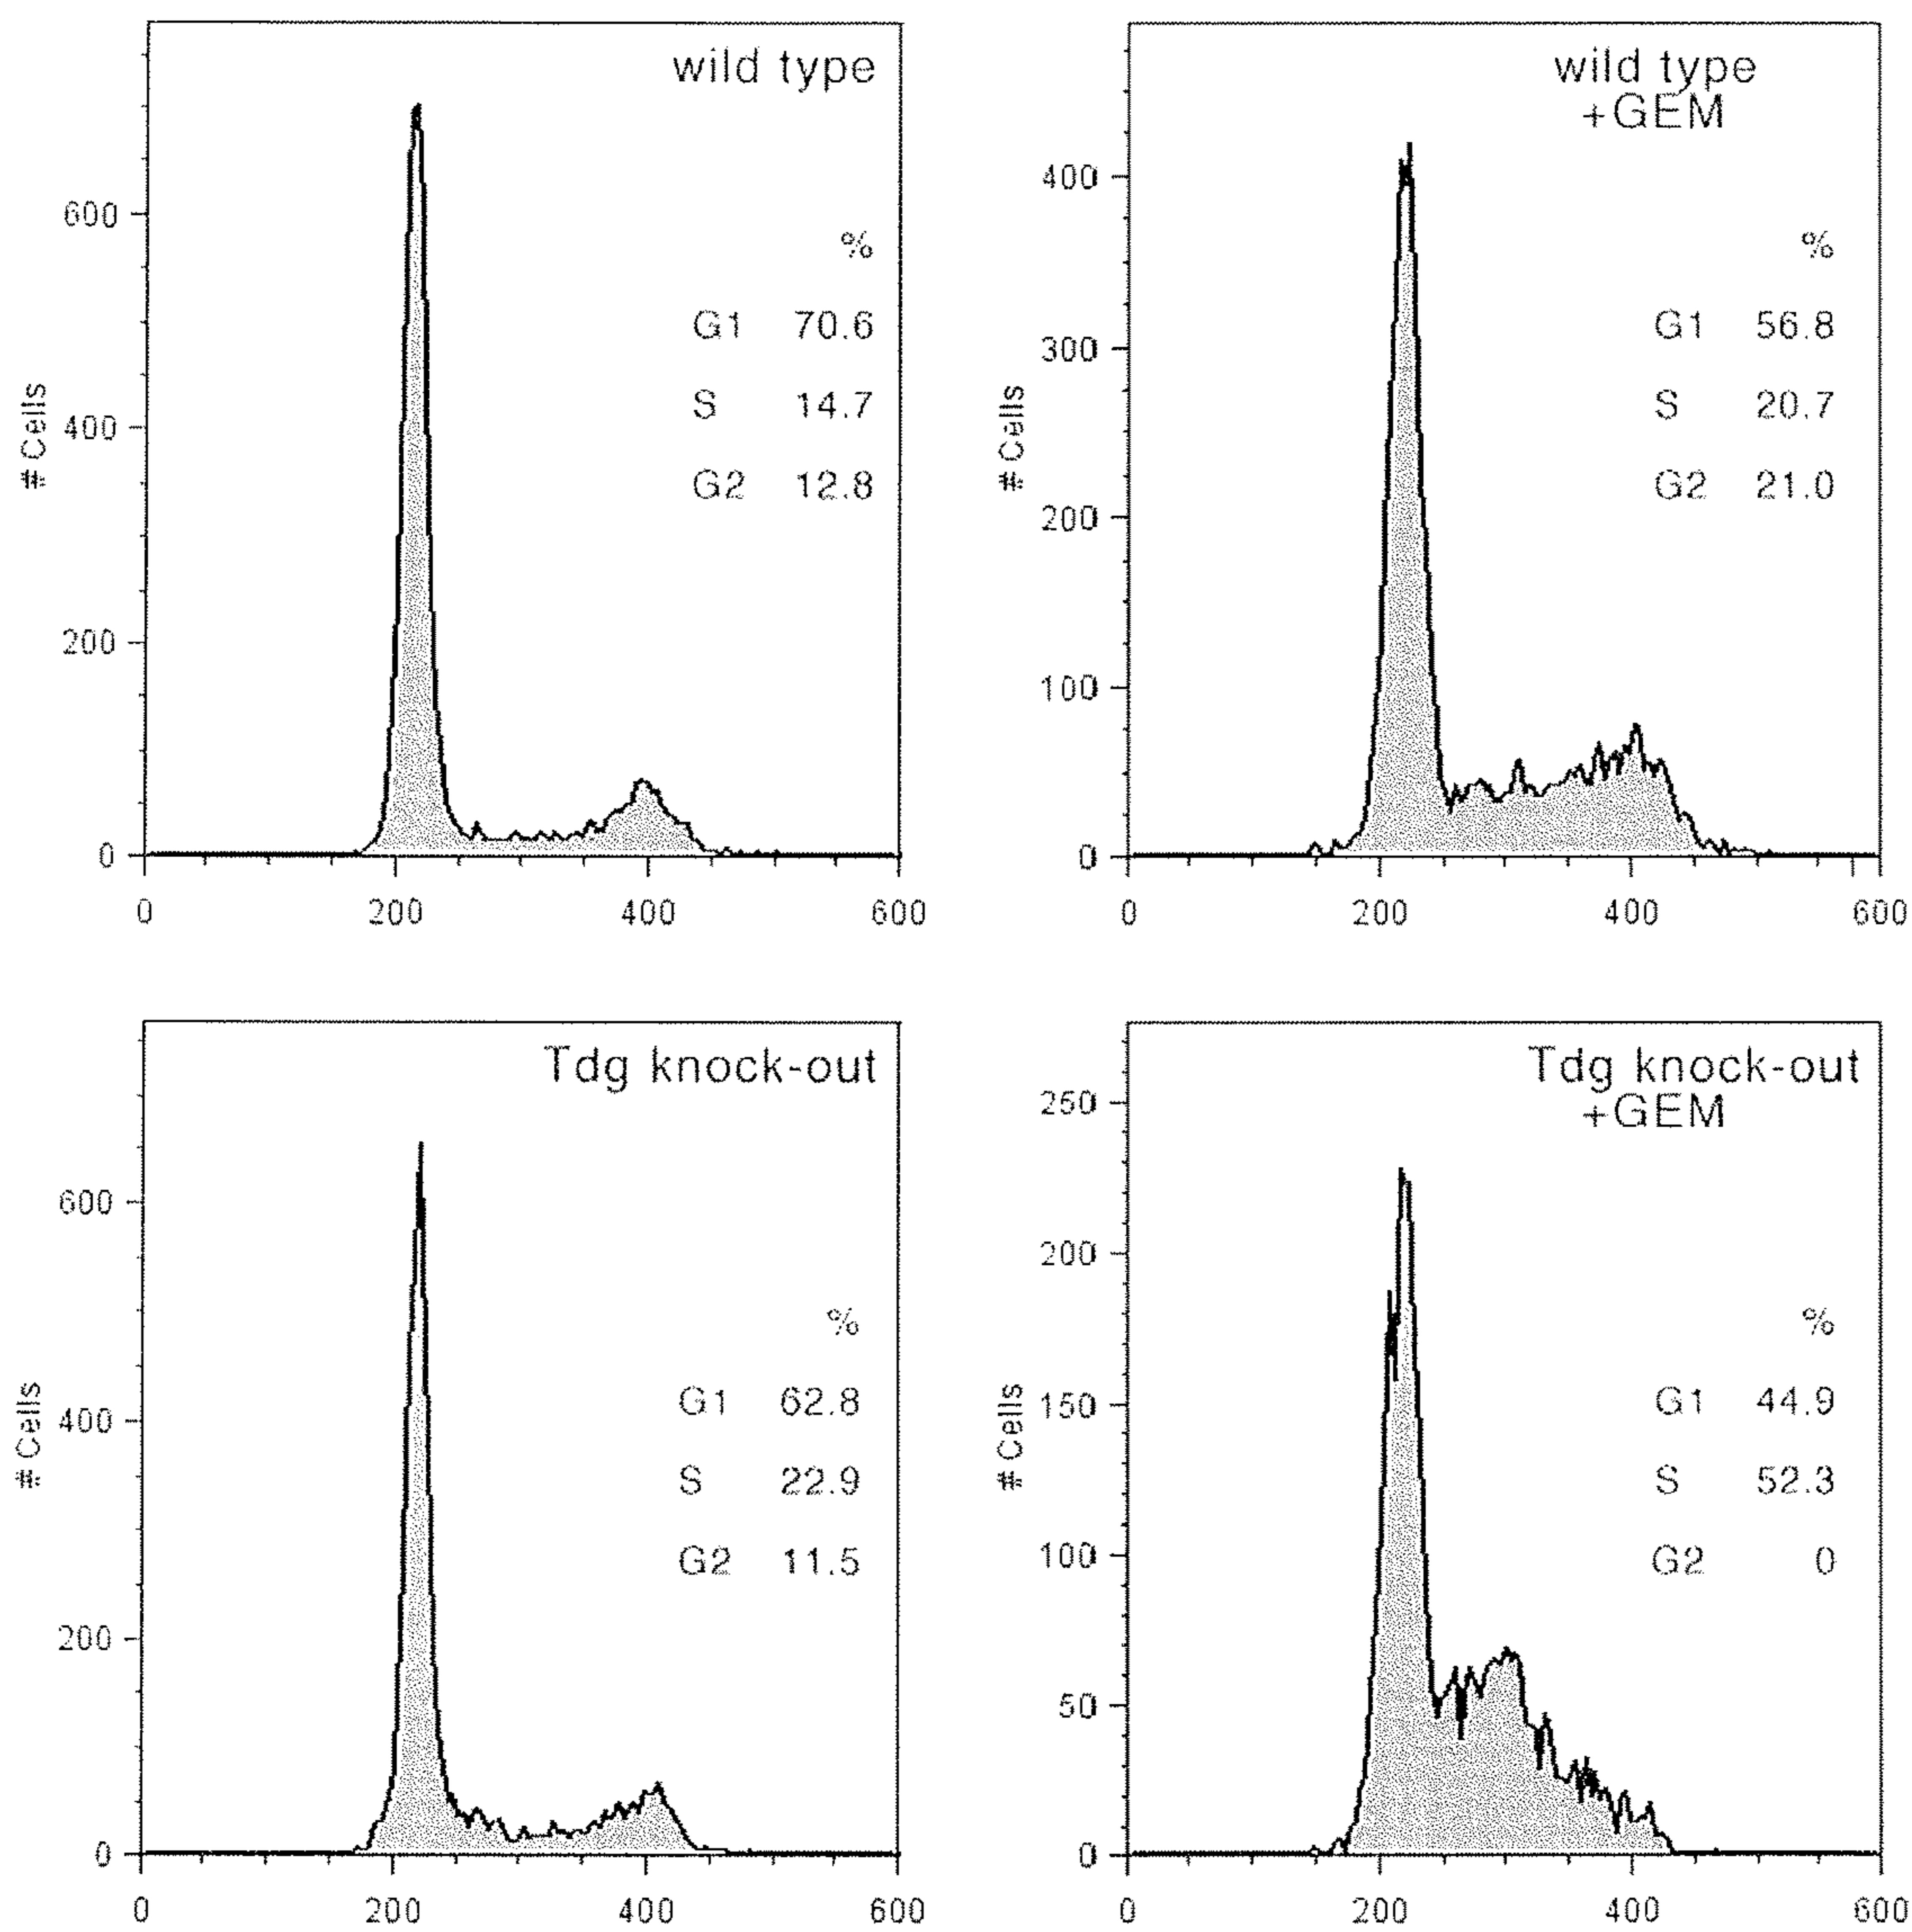 wild type
600
400
200
0
# Cells
%
G1 70.6
S 14.7
G2 12.8
0 200 400 600
wild type
+GEM
400
300
200
100
0
# Cells
%
G1 56.8
S 20.7
G2 21.0
0 200 400 600
Tdg knock-out
600
400
200
0
# Cells
%
G1 62.8
S 22.9
G2 11.5
0 200 400 600
Tdg knock-out
+GEM
250
200
150
100
50
0
# Cells
%
G1 44.9
S 52.3
G2 0
0 200 400 600